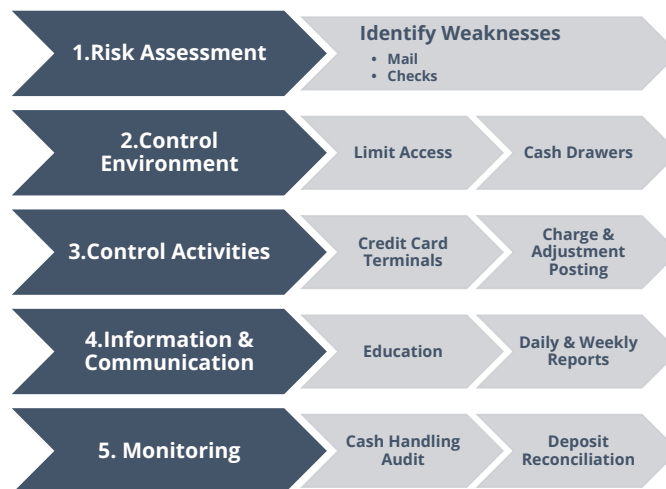 1.Risk Assessment
Identify Weaknesses
• Mail
• Checks
2.Control
Environment
Limit Access
Cash Drawers
3.Control Activities
Credit Card
Terminals
Charge &
Adjustment
Posting
4.Information &
Communication
Education
Daily & Weekly
Reports
5. Monitoring
Cash Handling
Audit
Deposit
Reconciliation